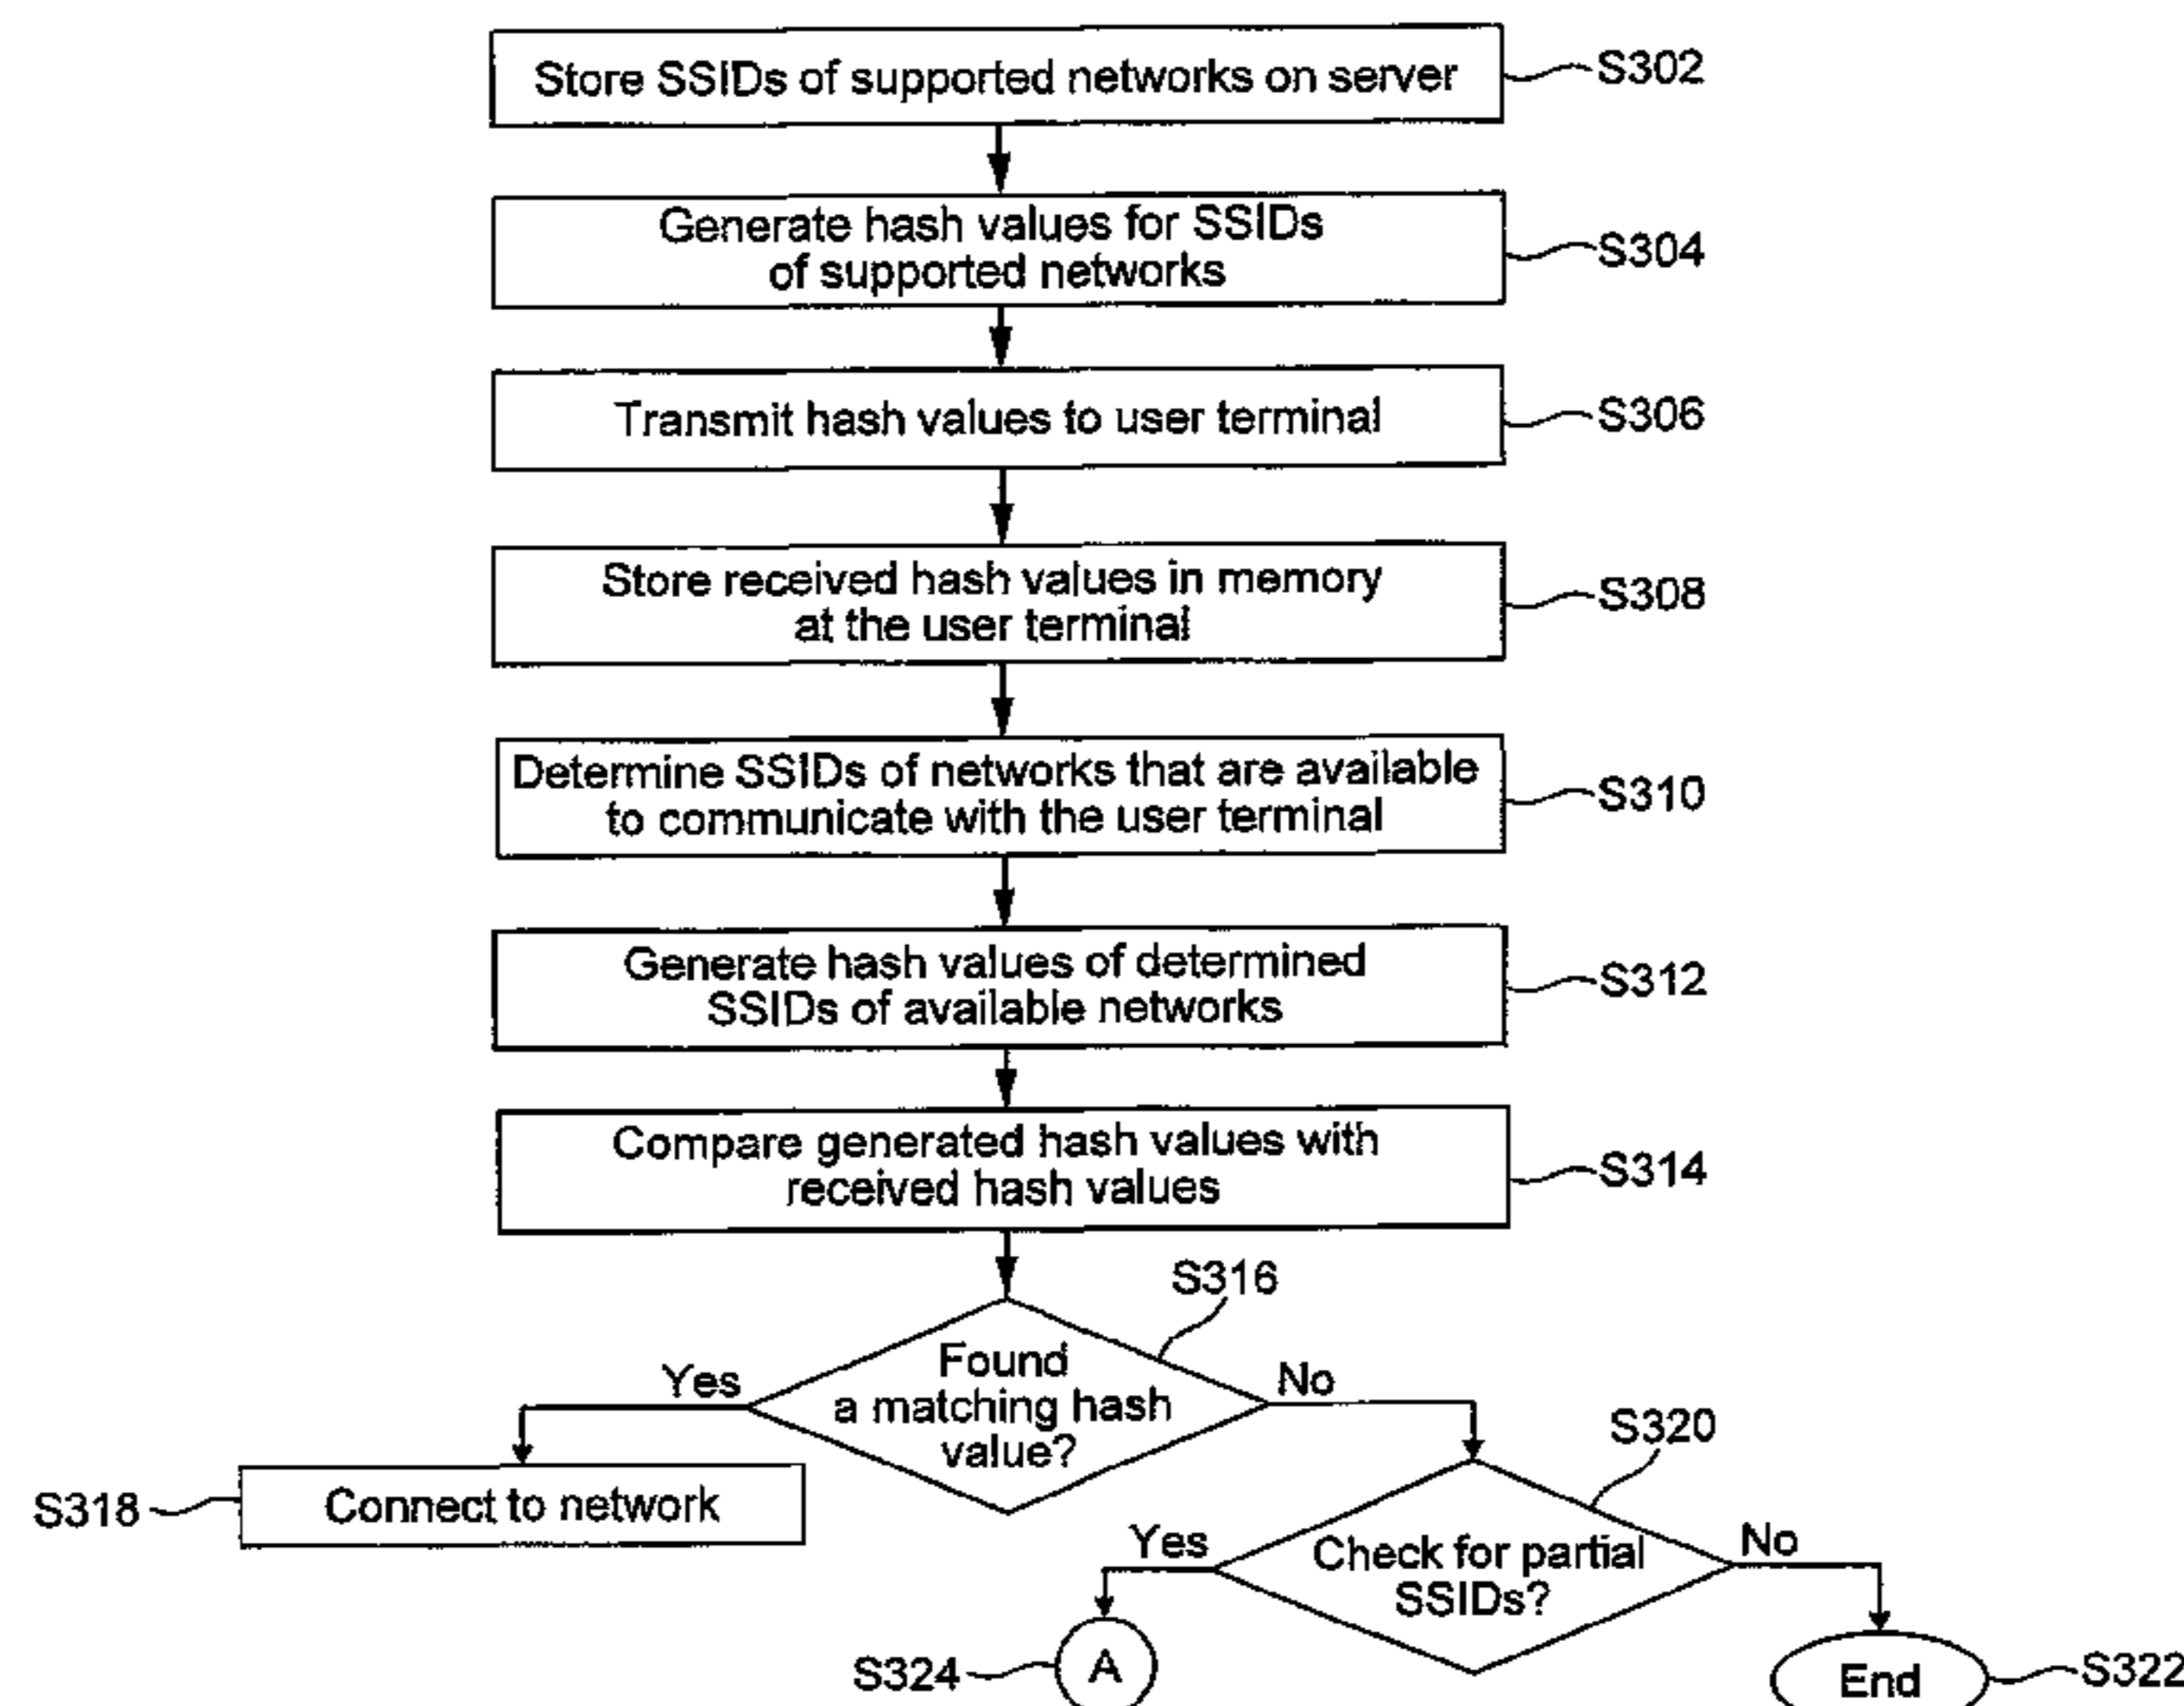 Store SSIDs of supported networks on server
S302
Generate hash values for SSIDs
of supported networks
S304
Transmit hash values to user terminal
S306
Store received hash values in memory
at the user terminal
S308
Determine SSIDs of networks that are available
to communicate with the user terminal
S310
Generate hash values of determined
SSIDs of available networks
S312
Compare generated hash values with
received hash values
S314
S316
Found
a matching hash
value?
Yes
No
S318
Connect to network
S320
Check for partial
SSIDs?
Yes
No
S324
A
End
S322